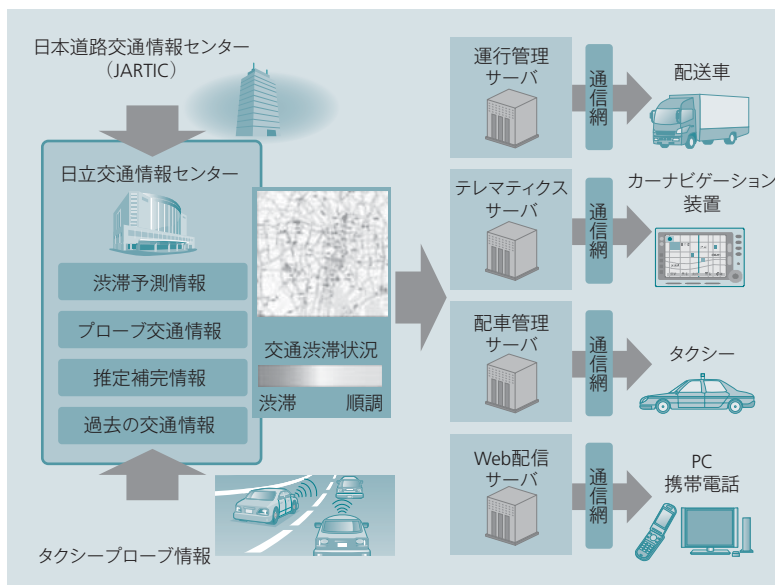 日本道路交通情報センター
（JARTIC）
日立交通情報センター
渋滞予測情報
プローブ交通情報
推定補完情報
過去の交通情報
タクシープローブ情報
交通渋滞状況
渋滞 順調
運行管理
サーバ
通信網
配送車
テレマティクス
サーバ
通信網
カーナビゲーション
装置
配車管理
サーバ
通信網
タクシー
Web配信
サーバ
通信網
PC
携帯電話